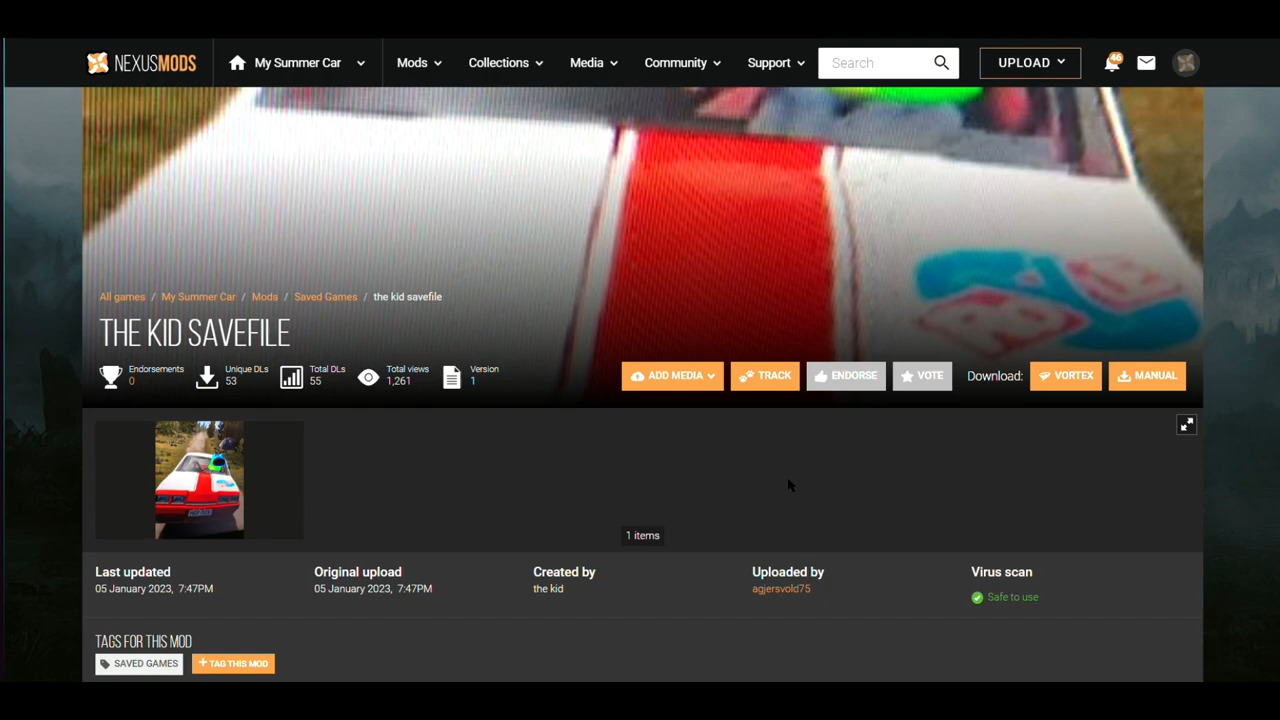 NEXUSMODS My Summer Car Mods Collections Media Community Support Search UPLOAD 46
All games / My Summer Car / Mods / Saved Games / the kid savefile
THE KID SAVEFILE
Endorsements
0
Unique DLs
53
Total DLs
55
Total views
1,261
Version
1
ADD MEDIA TRACK ENDORSE VOTE Download: VORTEX MANUAL
1 items
Last updated
05 January 2023, 7:47PM
Original upload
05 January 2023, 7:47PM
Created by
the kid
Uploaded by
agjersvold75
Virus scan
Safe to use
TAGS FOR THIS MOD
SAVED GAMES + TAG THIS MOD